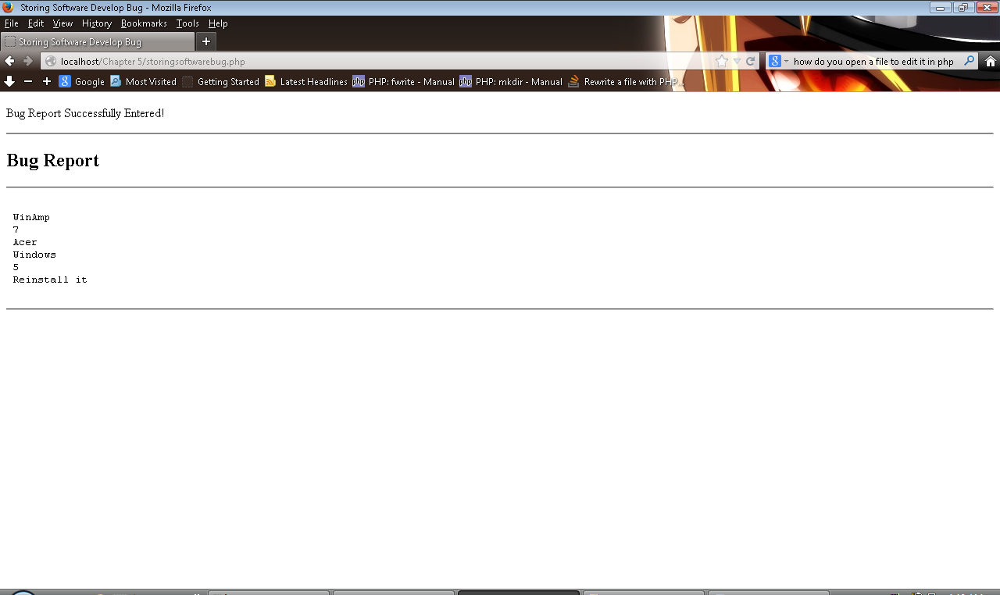 Storing Software Develop Bug - Mozilla Firefox
File Edit View History Bookmarks Tools Help
Storing Software Develop Bug
localhost/Chapter 5/storingsoftwarebug.php
how do you open a file to edit it in php
Google Most Visited Getting Started Latest Headlines php PHP: fwrite - Manual php PHP: mkdir - Manual Rewrite a file with PHP...
Bug Report Successfully Entered!
Bug Report
WinAmp
7
Acer
Windows
5
Reinstall it